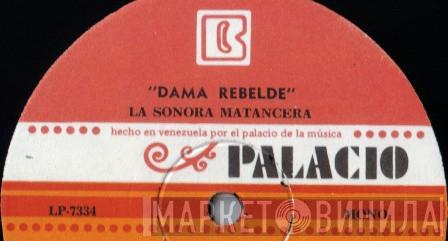 "DAMA REBELDE"
LA SONORA MATANCERA
hecho en venezuela por el palacio de la música
PALACIO
LP-7334
MONO
МАРКЕТ ВИНИЛА